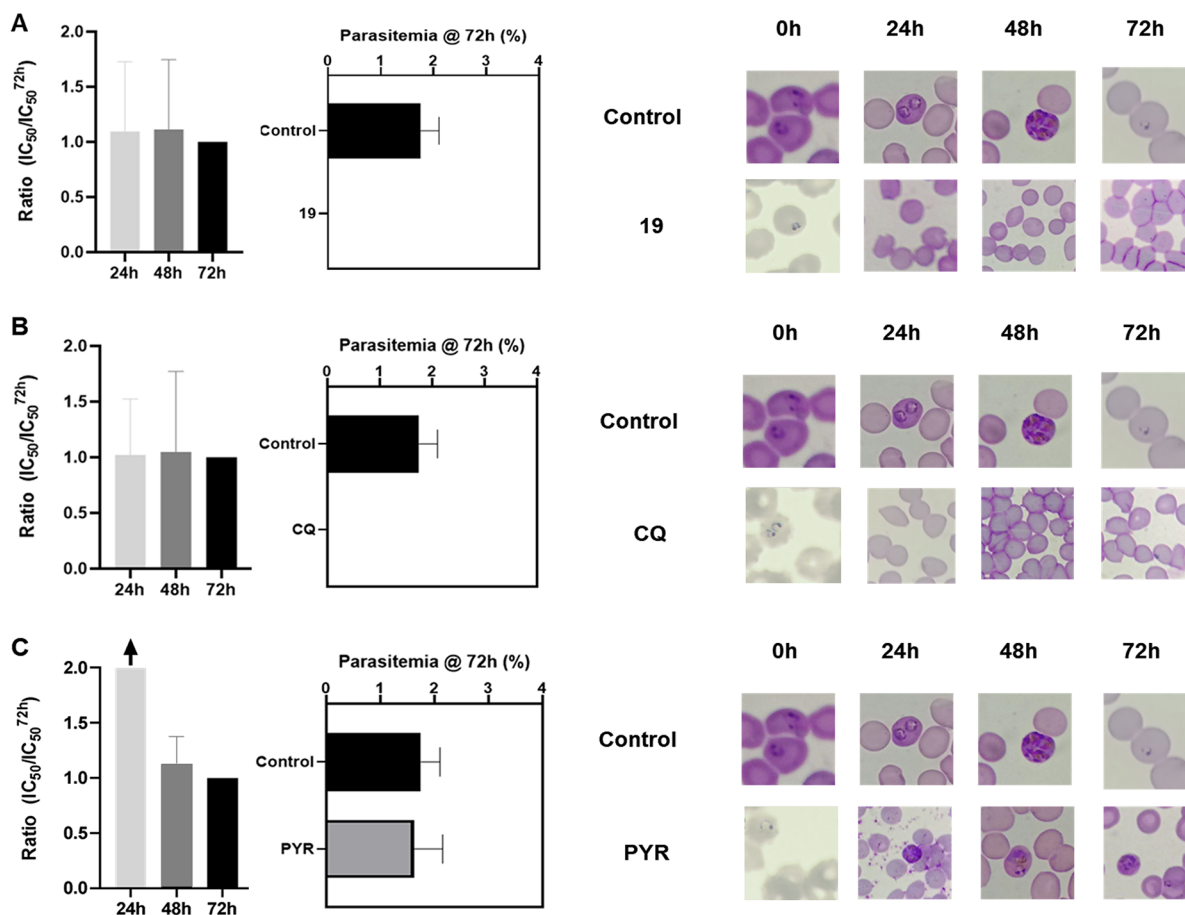 A
Ratio (IC50/IC50^72h)
2.0
1.5
1.0
0.5
0.0
24h 48h 72h
Parasitemia @ 72h (%)
0 1 2 3 4
Control
19
0h 24h 48h 72h
Control
19
B
Ratio (IC50/IC50^72h)
2.0
1.5
1.0
0.5
0.0
24h 48h 72h
Parasitemia @ 72h (%)
0 1 2 3 4
Control
CQ
0h 24h 48h 72h
Control
CQ
C
Ratio (IC50/IC50^72h)
2.0
1.5
1.0
0.5
0.0
24h 48h 72h
Parasitemia @ 72h (%)
0 1 2 3 4
Control
PYR
0h 24h 48h 72h
Control
PYR